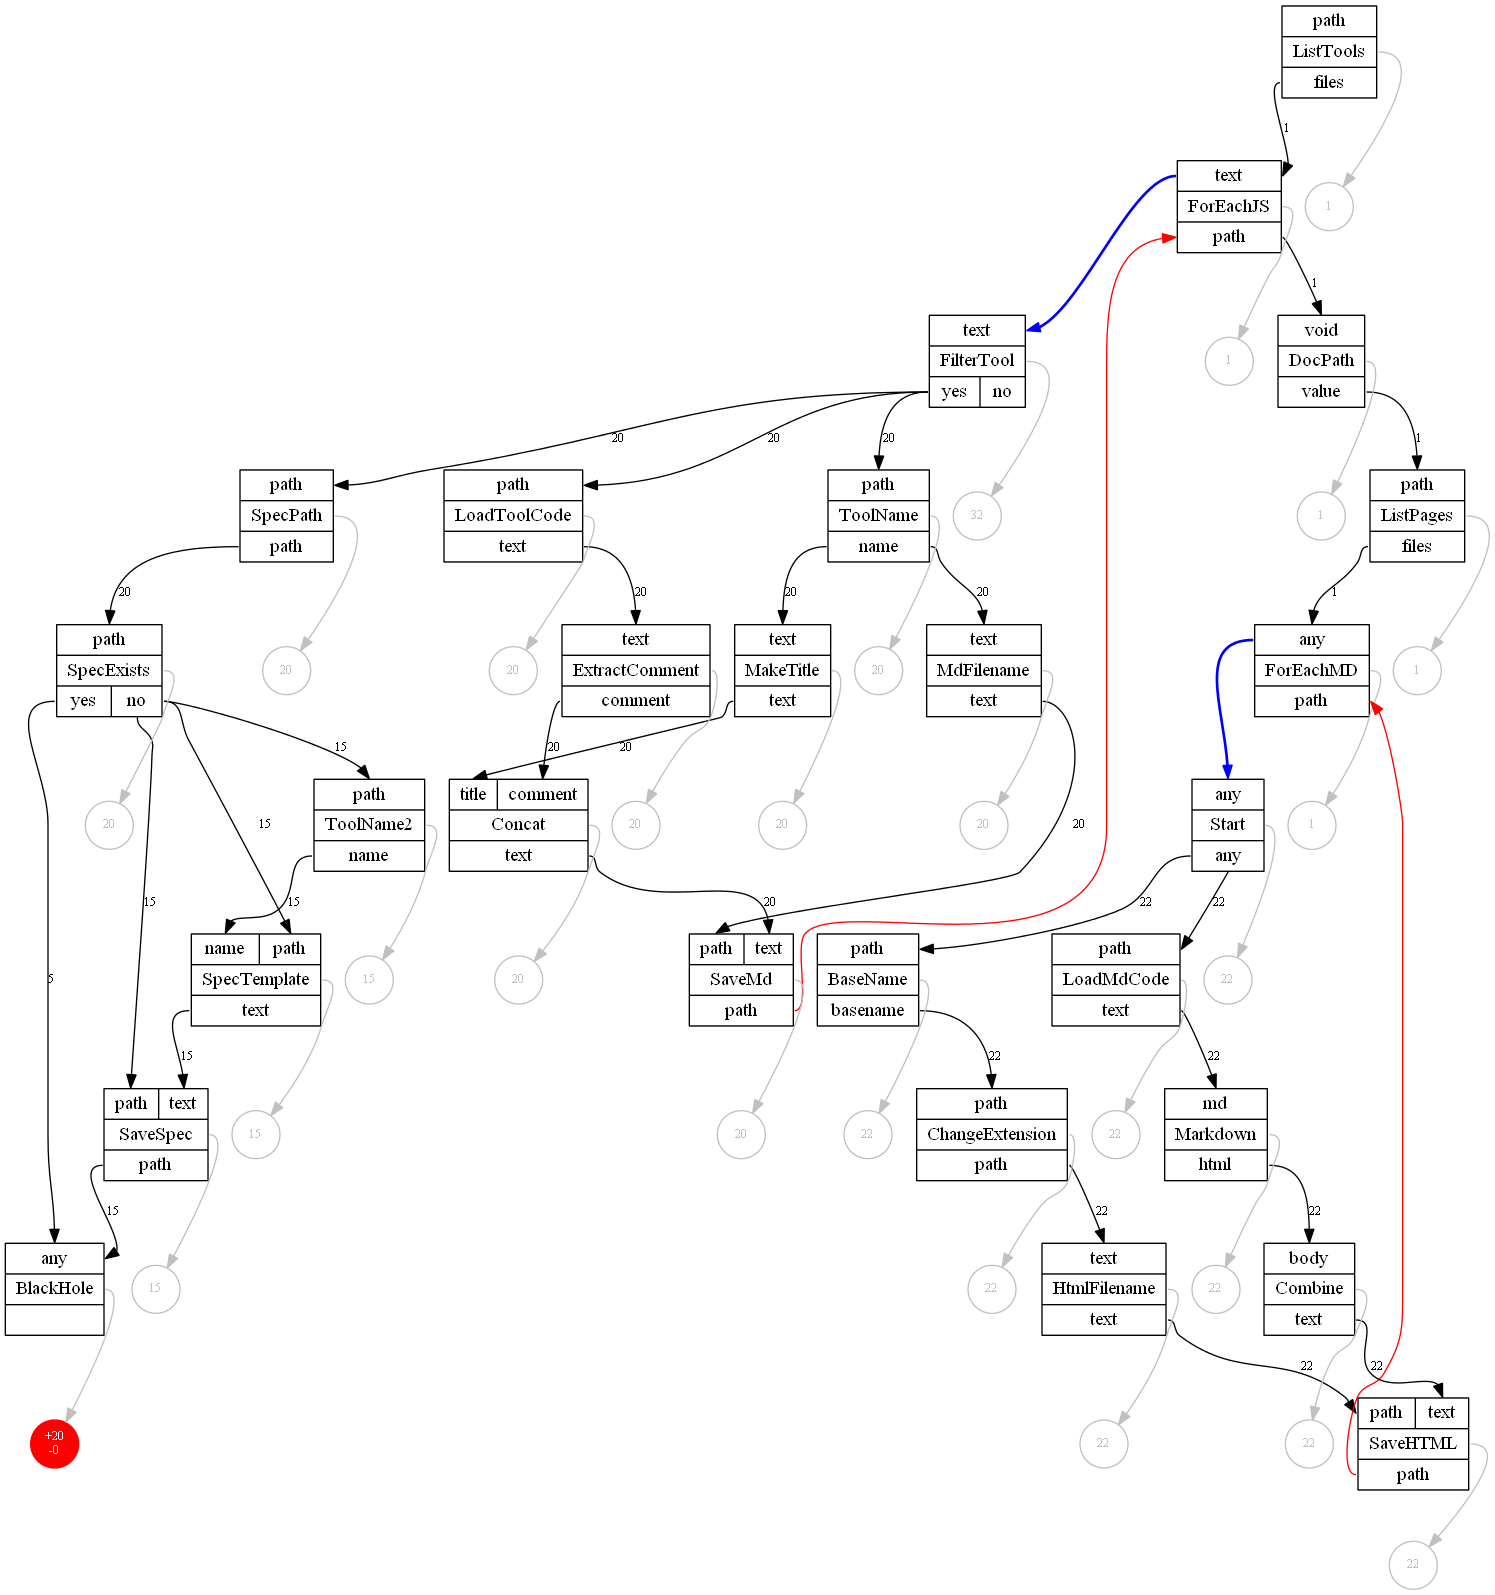 path
ListTools
files
1
text
ForEachJS
path
1
1
1
text
FilterTool
yes no
void
DocPath
value
20
20
20
1
path
SpecPath
path
path
LoadToolCode
text
path
ToolName
name
32
1
path
ListPages
files
20
20
20
20
1
path
SpecExists
yes no
20
20
text
ExtractComment
comment
text
MakeTitle
text
20
text
MdFilename
text
any
ForEachMD
path
1
15
20
20
20
path
ToolName2
name
title comment
Concat
text
15
20
20
20
20
20
any
Start
any
1
5
15
15
20
22
22
name path
SpecTemplate
text
15
20
path text
SaveMd
path
path
BaseName
basename
path
LoadMdCode
text
22
15
22
22
path text
SaveSpec
path
15
20
22
path
ChangeExtension
path
22
md
Markdown
html
15
22
22
any
BlackHole
15
22
text
HtmlFilename
text
22
body
Combine
text
22
22
+20
-0
22
22
path text
SaveHTML
path
22